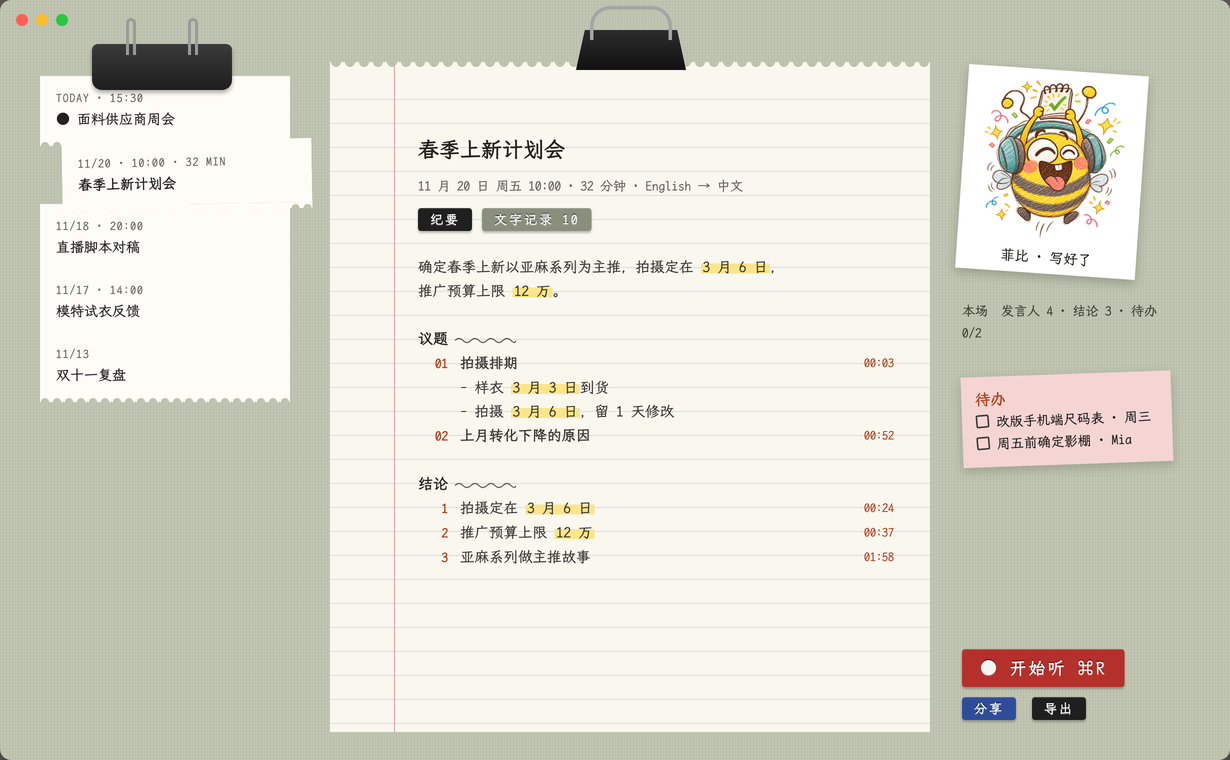 TODAY · 15:30
面料供应商周会
11/20 · 10:00 · 32 MIN
春季上新计划会
11/18 · 20:00
直播脚本对稿
11/17 · 14:00
模特试衣反馈
11/13
双十一复盘
春季上新计划会
11 月 20 日 周五 10:00 · 32 分钟 · English → 中文
纪要 文字记录 10
确定春季上新以亚麻系列为主推，拍摄定在 3 月 6 日，
推广预算上限 12 万。
议题
01 拍摄排期 00:03
- 样衣 3 月 3 日到货
- 拍摄 3 月 6 日，留 1 天修改
02 上月转化下降的原因 00:52
结论
1 拍摄定在 3 月 6 日 00:24
2 推广预算上限 12 万 00:37
3 亚麻系列做主推故事 01:58
菲比 · 写好了
本场 发言人 4 · 结论 3 · 待办
0/2
待办
改版手机端尺码表 · 周三
周五前确定影棚 · Mia
开始听 ⌘R
分享 导出